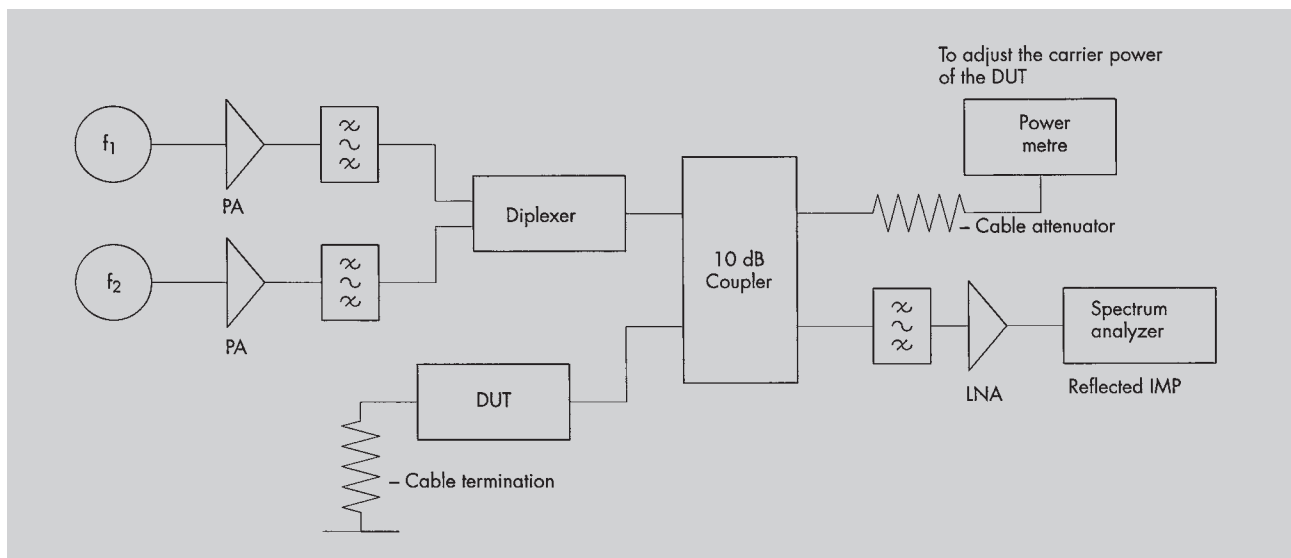 To adjust the carrier power
of the DUT
Power
metre
f1
PA
Diplexer
10 dB
Coupler
– Cable attenuator
f2
PA
Spectrum
analyzer
LNA
Reflected IMP
DUT
– Cable termination